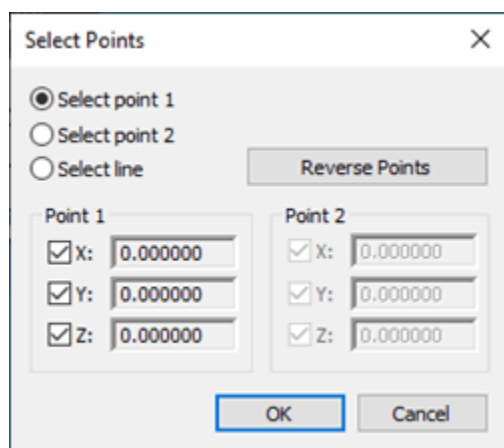 Select Points
Select point 1
Select point 2
Select line
Reverse Points
Point 1
Point 2
X: 0.000000
X: 0.000000
Y: 0.000000
Y: 0.000000
Z: 0.000000
Z: 0.000000
OK
Cancel